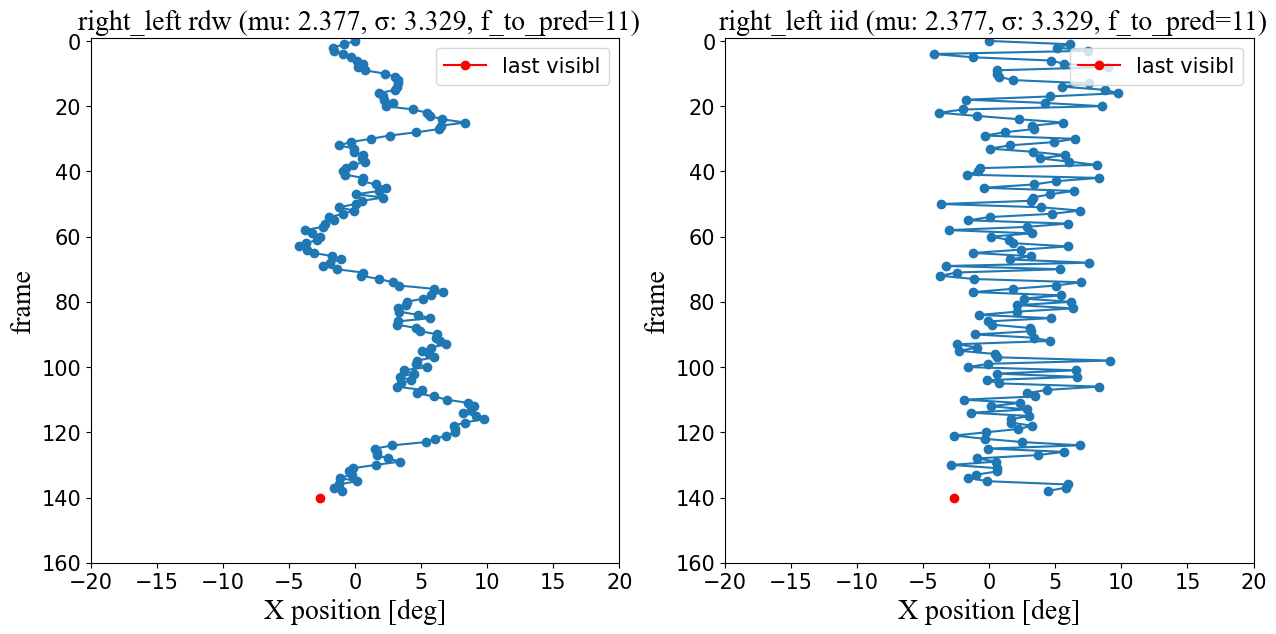 right_left rdw (mu: 2.377, σ: 3.329, f_to_pred=11)
last visibl
0
20
40
60
80
100
120
140
160
frame
−20 −15 −10 −5 0 5 10 15 20
X position [deg]
right_left iid (mu: 2.377, σ: 3.329, f_to_pred=11)
last visibl
0
20
40
60
80
100
120
140
160
frame
−20 −15 −10 −5 0 5 10 15 20
X position [deg]